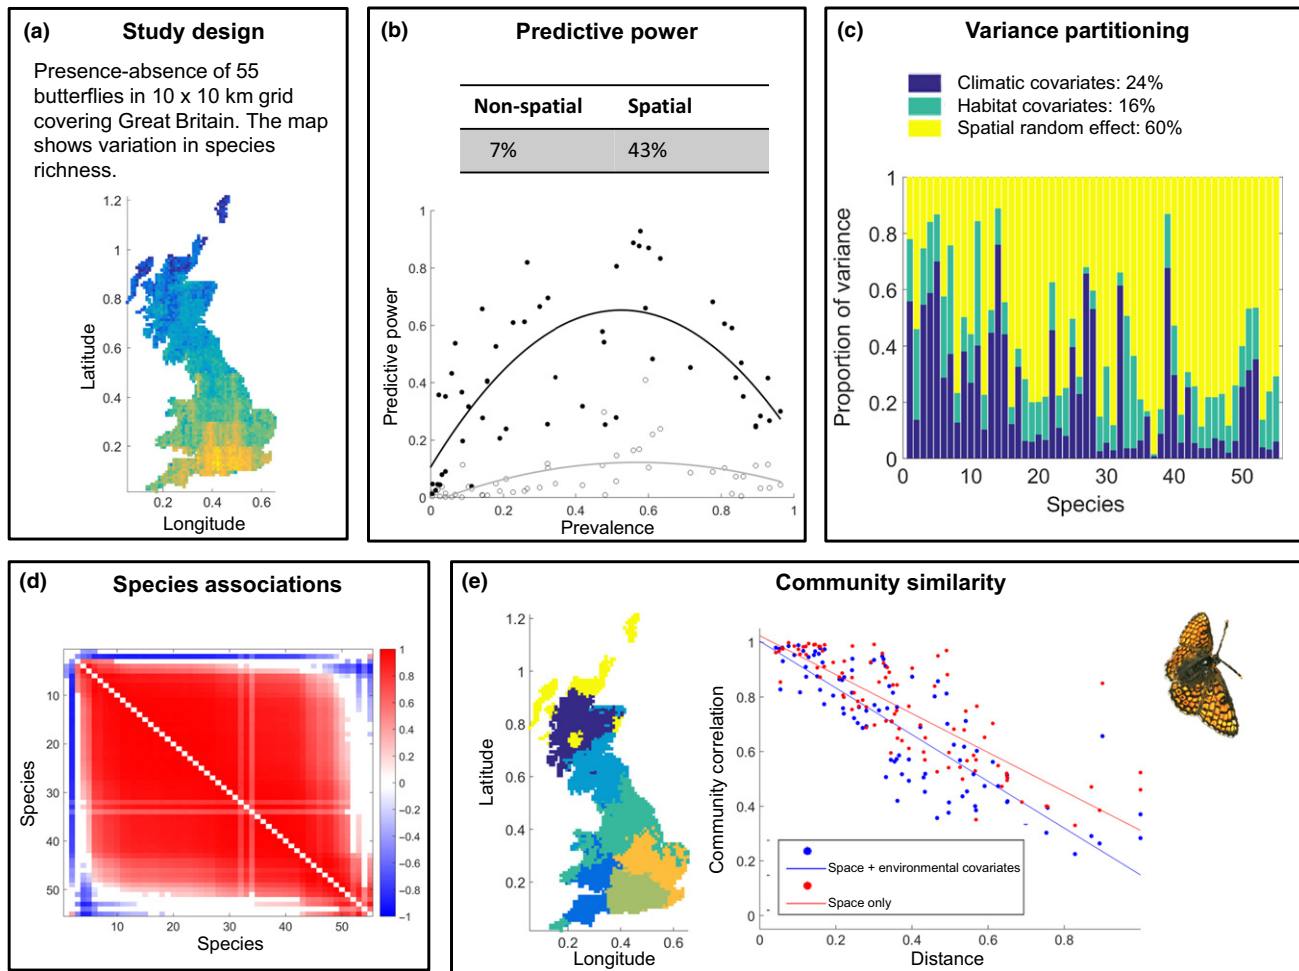 (a) Study design
Presence-absence of 55
butterflies in 10 x 10 km grid
covering Great Britain. The map
shows variation in species
richness.
1.2
1
0.8
0.6
0.4
0.2
Latitude
0.2 0.4 0.6
Longitude
(b) Predictive power
Non-spatial Spatial
7% 43%
1
0.8
0.6
0.4
0.2
0
Predictive power
0 0.2 0.4 0.6 0.8 1
Prevalence
(c) Variance partitioning
Climatic covariates: 24%
Habitat covariates: 16%
Spatial random effect: 60%
1
0.8
0.6
0.4
0.2
0
Proportion of variance
0 10 20 30 40 50
Species
(d) Species associations
10
20
30
40
50
Species
10 20 30 40 50
Species
1
0.8
0.6
0.4
0.2
0
−0.2
−0.4
−0.6
−0.8
−1
(e) Community similarity
1.2
1
0.8
0.6
0.4
0.2
Latitude
0.2 0.4 0.6
Longitude
1
0.8
0.6
0.4
0.2
0
Community correlation
Space + environmental covariates
Space only
0 0.2 0.4 0.6 0.8
Distance